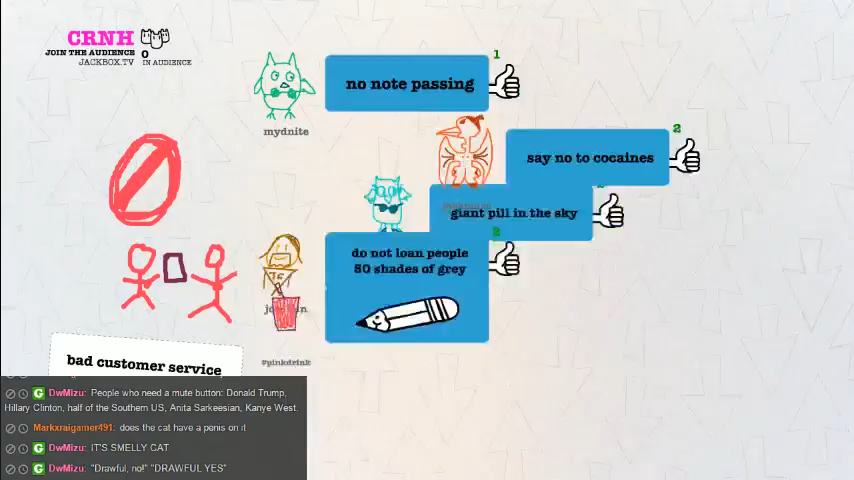 CRNH
JOIN THE AUDIENCE
JACKBOX.TV
0
IN AUDIENCE
1
no note passing
mydnite
2
say no to cocaines
giant pill in the sky
2
do not loan people
50 shades of grey
#pinkdrink
bad customer service
G DwMizu: People who need a mute button: Donald Trump,
Hillary Clinton, half of the Southern US, Anita Sarkeesian, Kanye West.
Markxraigamer491: does the cat have a penis on it
G DwMizu: IT'S SMELLY CAT
G DwMizu: "Drawful, no!" "DRAWFUL YES"